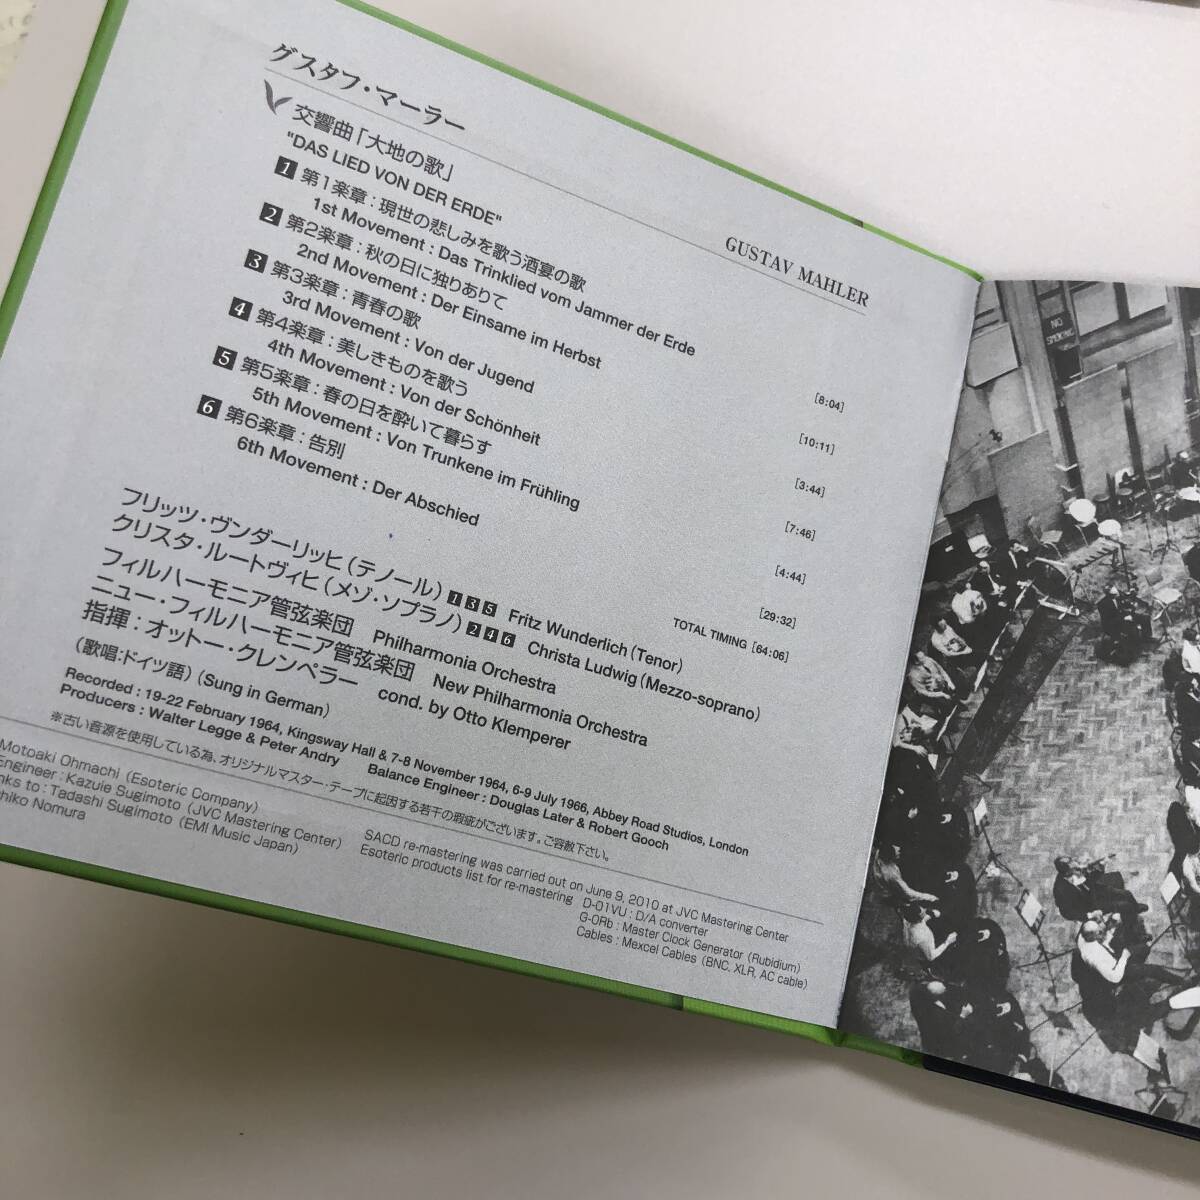 グスタフ・マーラー
GUSTAV MAHLER
交響曲「大地の歌」
"DAS LIED VON DER ERDE"
1 第1楽章:現世の悲しみを歌う酒宴の歌
1st Movement : Das Trinklied vom Jammer der Erde [8:04]
2 第2楽章:秋の日に独りありて
2nd Movement : Der Einsame im Herbst [10:11]
3 第3楽章:青春の歌
3rd Movement : Von der Jugend [3:44]
4 第4楽章:美しきものを歌う
4th Movement : Von der Schönheit [7:46]
5 第5楽章:春の日を酔いて暮らす
5th Movement : Von Trunkene im Frühling [4:44]
6 第6楽章:告別
6th Movement : Der Abschied [29:32]
TOTAL TIMING [64:06]
フリッツ・ヴンダーリッヒ(テノール) 1 3 5 Fritz Wunderlich (Tenor)
クリスタ・ルートヴィヒ(メゾ・ソプラノ) 2 4 6 Christa Ludwig (Mezzo-soprano)
フィルハーモニア管弦楽団 Philharmonia Orchestra
ニュー・フィルハーモニア管弦楽団 New Philharmonia Orchestra
指揮:オットー・クレンペラー cond. by Otto Klemperer
(歌唱:ドイツ語) (Sung in German)
Recorded : 19-22 February 1964, Kingsway Hall & 7-8 November 1964, 6-9 July 1966, Abbey Road Studios, London
Producers : Walter Legge & Peter Andry Balance Engineer : Douglas Later & Robert Gooch
※古い音源を使用している為、オリジナルマスター・テープに起因する若干の瑕疵がございます。ご容赦下さい。
Motoaki Ohmachi (Esoteric Company)
Engineer : Kazuie Sugimoto (JVC Mastering Center)
to : Tadashi Sugimoto (EMI Music Japan)
Nomura
SACD re-mastering was carried out on June 9, 2010 at JVC Mastering Center
Esoteric products list for re-mastering D-01VU : D/A converter
G-0Rb : Master Clock Generator (Rubidium)
Cables : Mexcel Cables (BNC, XLR, AC cable)
NO
SMOKING